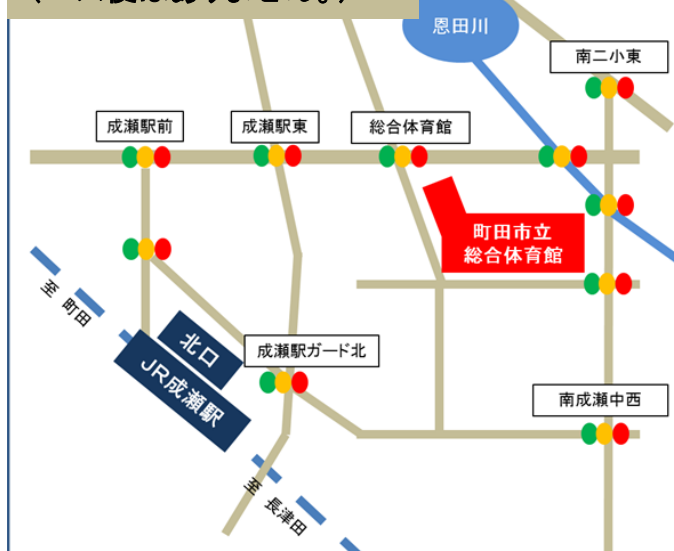 恩田川
南二小東
成瀬駅前
成瀬駅東
総合体育館
町田市立
総合体育館
至 町田
北口
JR成瀬駅
成瀬駅ガード北
南成瀬中西
至 長津田